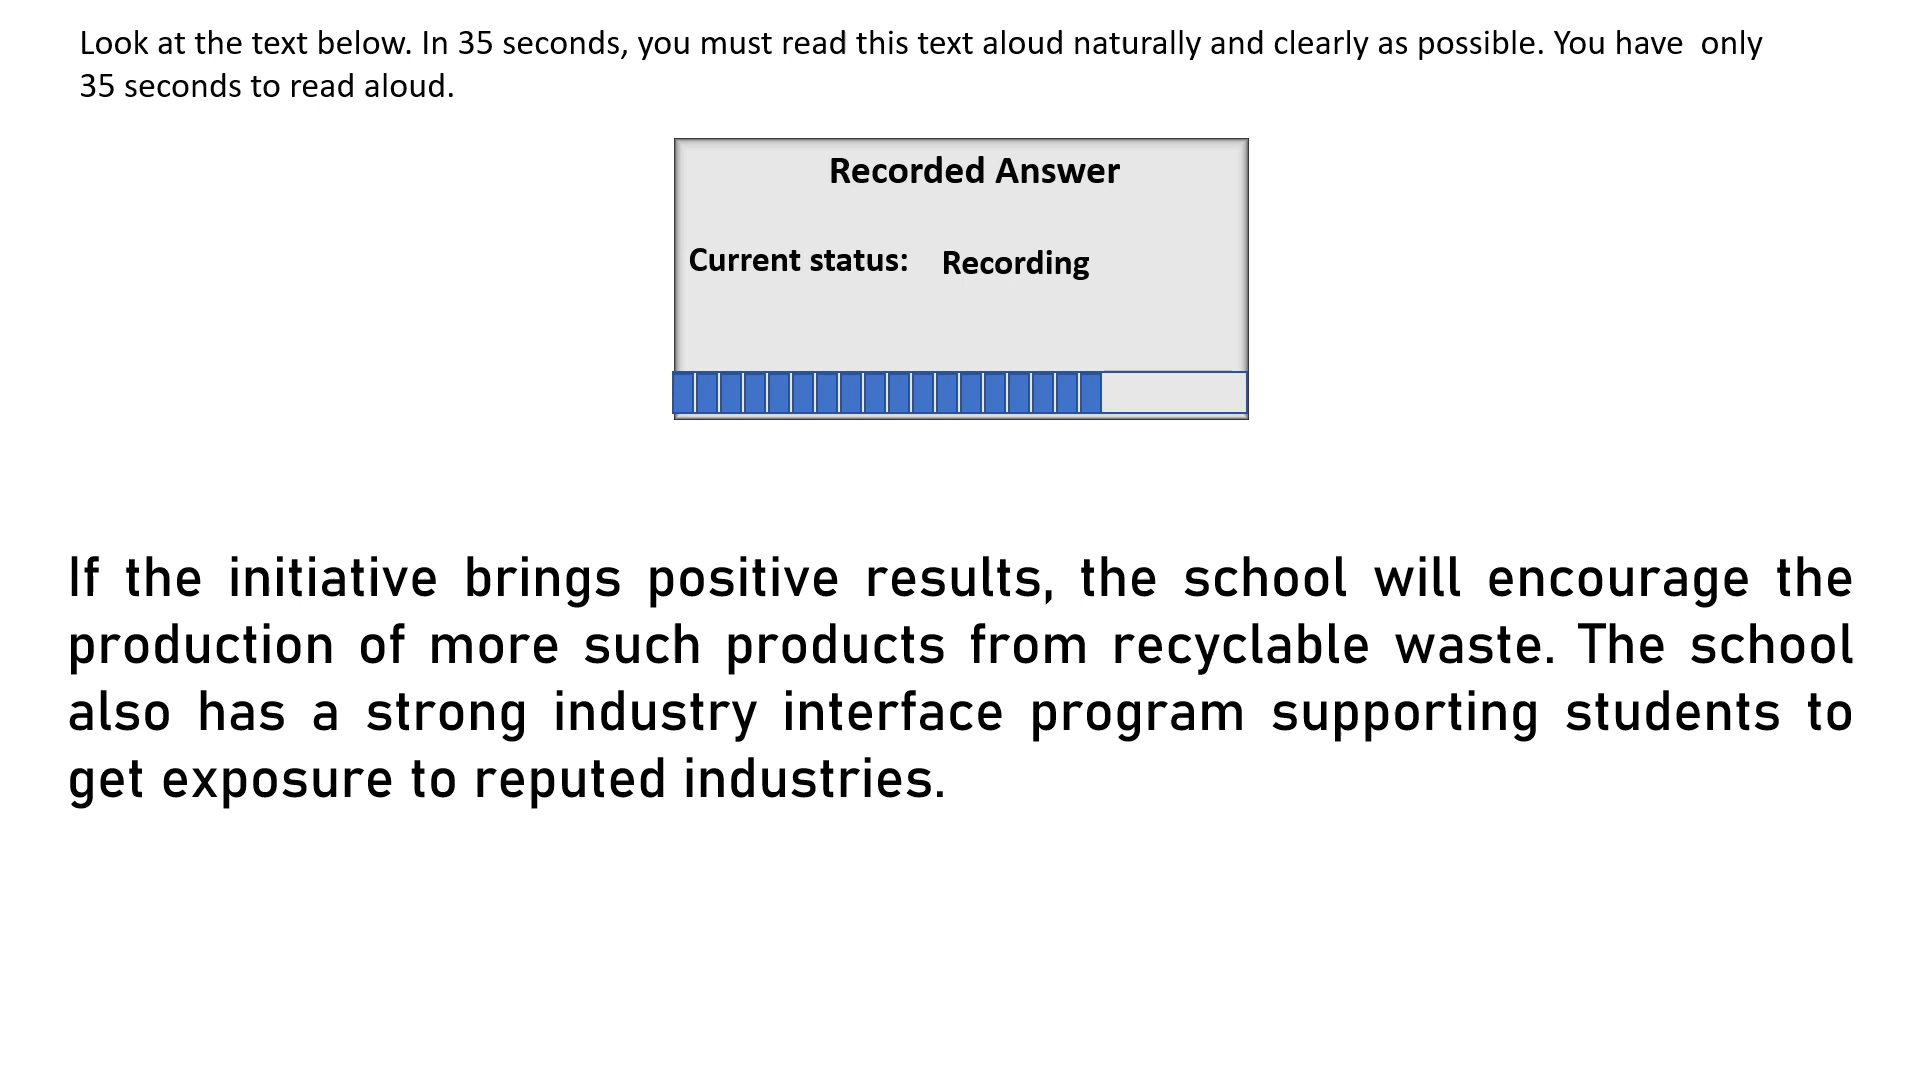 Look at the text below. In 35 seconds, you must read this text aloud naturally and clearly as possible. You have  only
35 seconds to read aloud.
Recorded Answer
Current status: Recording
If the initiative brings positive results, the school will encourage the
production of more such products from recyclable waste. The school
also has a strong industry interface program supporting students to
get exposure to reputed industries.